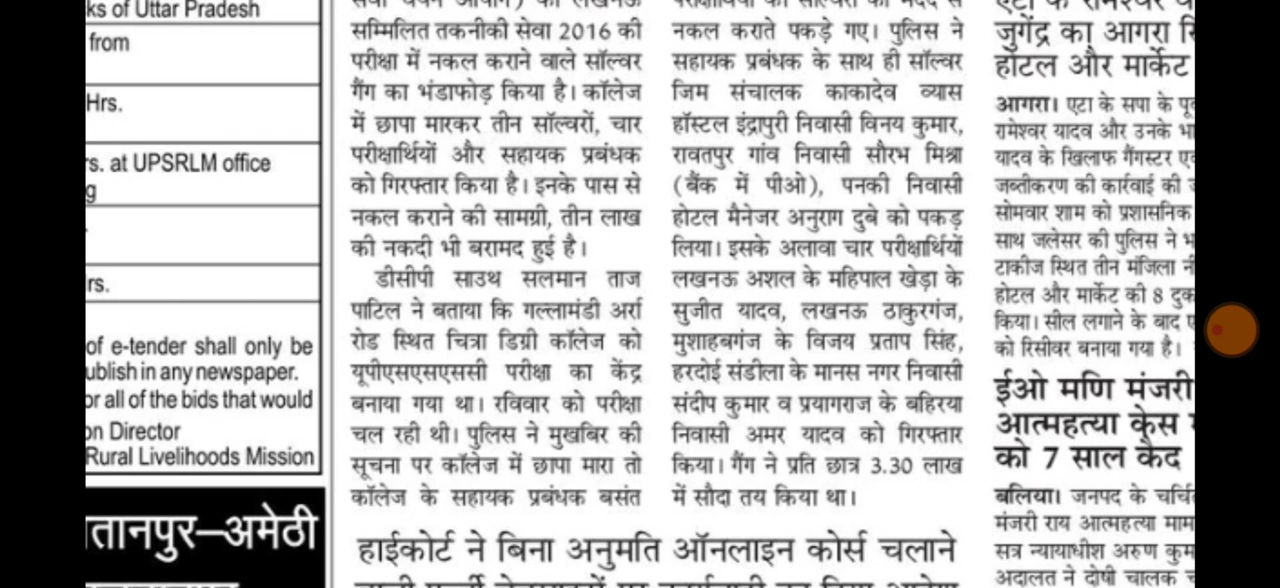 ks of Uttar Pradesh
from
Hrs.
rs. at UPSRLM office
rs.
of e-tender shall only be
ublish in any newspaper.
or all of the bids that would
on Director
Rural Livelihoods Mission
तानपुर–अमेठी
सम्मिलित तकनीकी सेवा 2016 की
परीक्षा में नकल कराने वाले सॉल्वर
गैंग का भंडाफोड़ किया है। कॉलेज
में छापा मारकर तीन सॉल्वरों, चार
परीक्षार्थियों और सहायक प्रबंधक
को गिरफ्तार किया है। इनके पास से
नकल कराने की सामग्री, तीन लाख
की नकदी भी बरामद हुई है।
डीसीपी साउथ सलमान ताज
पाटिल ने बताया कि गल्लामंडी अर्रा
रोड स्थित चित्रा डिग्री कॉलेज को
यूपीएसएसएससी परीक्षा का केंद्र
बनाया गया था। रविवार को परीक्षा
चल रही थी। पुलिस ने मुखबिर की
सूचना पर कॉलेज में छापा मारा तो
कॉलेज के सहायक प्रबंधक बसंत
नकल कराते पकड़े गए। पुलिस ने
सहायक प्रबंधक के साथ ही सॉल्वर
जिम संचालक काकादेव व्यास
हॉस्टल इंद्रापुरी निवासी विनय कुमार,
रावतपुर गांव निवासी सौरभ मिश्रा
(बैंक में पीओ), पनकी निवासी
होटल मैनेजर अनुराग दुबे को पकड़
लिया। इसके अलावा चार परीक्षार्थियों
लखनऊ अशल के महिपाल खेड़ा के
सुजीत यादव, लखनऊ ठाकुरगंज,
मुशाहबगंज के विजय प्रताप सिंह,
हरदोई संडीला के मानस नगर निवासी
संदीप कुमार व प्रयागराज के बहिरया
निवासी अमर यादव को गिरफ्तार
किया। गैंग ने प्रति छात्र 3.30 लाख
में सौदा तय किया था।
हाईकोर्ट ने बिना अनुमति ऑनलाइन कोर्स चलाने
जुगेंद्र का आगरा
होटल और मार्केट
आगरा। एटा के सपा के
रामेश्वर यादव और उनके
यादव के खिलाफ गैंगस्टर
जब्तीकरण की कार्रवाई की
सोमवार शाम को प्रशासनिक
साथ जलेसर की पुलिस ने
टाकीज स्थित तीन मंजिला
होटल और मार्केट की 8
किया। सील लगाने के बाद
को रिसीवर बनाया गया है।
ईओ मणि मंजरी
आत्महत्या केस
को 7 साल कैद
बलिया। जनपद के
मंजरी राय आत्महत्या
सत्र न्यायाधीश अरुण
अदालत ने दोषी चालक